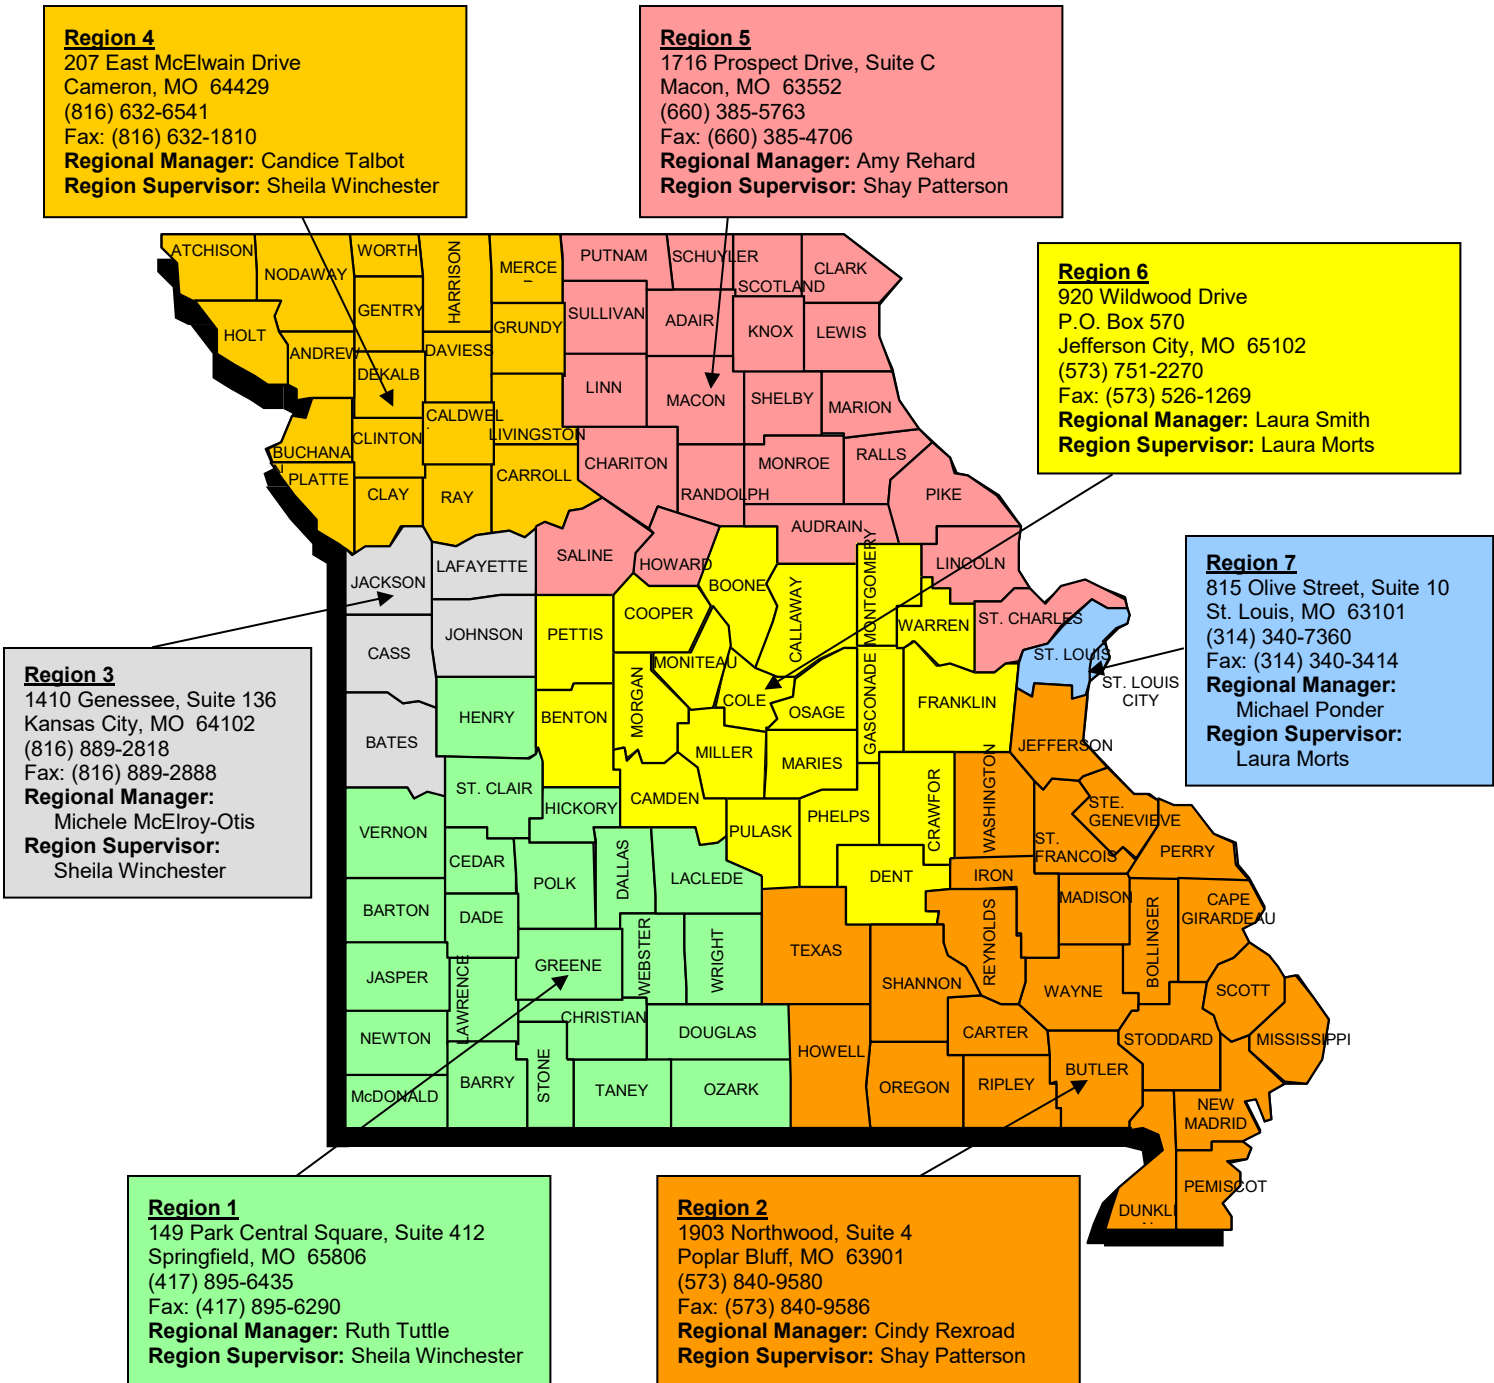 Region 4
207 East McElwain Drive
Cameron, MO 64429
(816) 632-6541
Fax: (816) 632-1810
Regional Manager: Candice Talbot
Region Supervisor: Sheila Winchester
Region 5
1716 Prospect Drive, Suite C
Macon, MO 63552
(660) 385-5763
Fax: (660) 385-4706
Regional Manager: Amy Rehard
Region Supervisor: Shay Patterson
Region 6
920 Wildwood Drive
P.O. Box 570
Jefferson City, MO 65102
(573) 751-2270
Fax: (573) 526-1269
Regional Manager: Laura Smith
Region Supervisor: Laura Morts
Region 7
815 Olive Street, Suite 10
St. Louis, MO 63101
(314) 340-7360
Fax: (314) 340-3414
Regional Manager:
Michael Ponder
Region Supervisor:
Laura Morts
Region 3
1410 Genessee, Suite 136
Kansas City, MO 64102
(816) 889-2818
Fax: (816) 889-2888
Regional Manager:
Michele McElroy-Otis
Region Supervisor:
Sheila Winchester
Region 1
149 Park Central Square, Suite 412
Springfield, MO 65806
(417) 895-6435
Fax: (417) 895-6290
Regional Manager: Ruth Tuttle
Region Supervisor: Sheila Winchester
Region 2
1903 Northwood, Suite 4
Poplar Bluff, MO 63901
(573) 840-9580
Fax: (573) 840-9586
Regional Manager: Cindy Rexroad
Region Supervisor: Shay Patterson
ATCHISON
NODAWAY
WORTH
HARRISON
MERCE
PUTNAM
SCHUYLER
SCOTLAND
CLARK
GENTRY
HOLT
ANDREW
DEKALB
DAVIESS
GRUNDY
SULLIVAN
ADAIR
KNOX
LEWIS
LINN
MACON
SHELBY
MARION
BUCHANA
N
CLINTON
CALDWEL
LIVINGSTON
CHARITON
RANDOLPH
MONROE
RALLS
PIKE
PLATTE
CLAY
RAY
CARROLL
AUDRAIN
JACKSON
LAFAYETTE
SALINE
HOWARD
BOONE
CALLAWAY
MONTGOMERY
LINCOLN
WARREN
ST. CHARLES
ST. LOUIS
ST. LOUIS
CITY
CASS
JOHNSON
PETTIS
COOPER
MONITEAU
MORGAN
COLE
OSAGE
GASCONADE
FRANKLIN
JEFFERSON
BATES
HENRY
BENTON
MILLER
MARIES
CAMDEN
ST. CLAIR
HICKORY
PULASK
PHELPS
CRAWFOR
WASHINGTON
STE.
GENEVIEVE
ST.
FRANCOIS
PERRY
VERNON
CEDAR
POLK
DALLAS
LACLEDE
DENT
IRON
MADISON
BOLLINGER
CAPE
GIRARDEAU
BARTON
DADE
GREENE
WEBSTER
WRIGHT
TEXAS
SHANNON
REYNOLDS
WAYNE
SCOTT
JASPER
LAWRENCE
CHRISTIAN
DOUGLAS
HOWELL
CARTER
STODDARD
MISSISSIPPI
NEWTON
McDONALD
BARRY
STONE
TANEY
OZARK
OREGON
RIPLEY
BUTLER
NEW
MADRID
PEMISCOT
DUNKLI